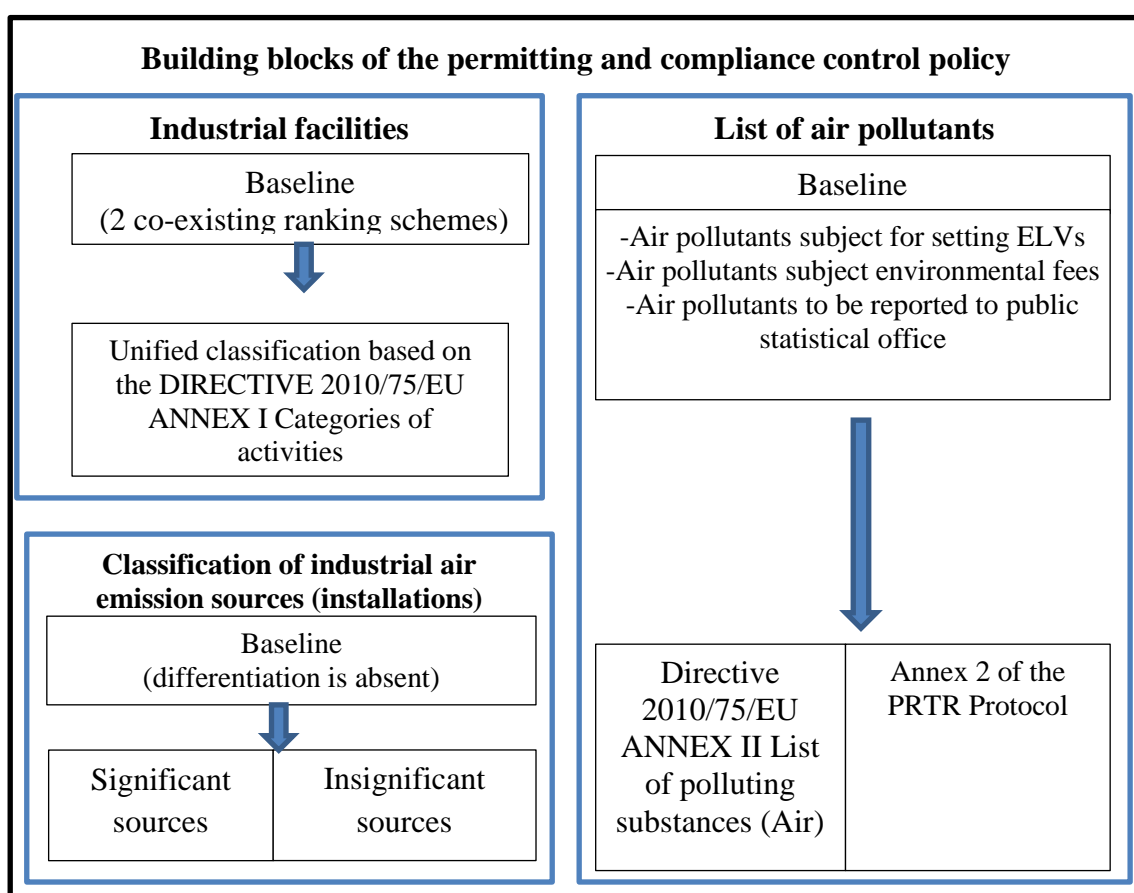 Building blocks of the permitting and compliance control policy
Industrial facilities
Baseline
(2 co-existing ranking schemes)
Unified classification based on
the DIRECTIVE 2010/75/EU
ANNEX I Categories of
activities
Classification of industrial air
emission sources (installations)
Baseline
(differentiation is absent)
Significant
sources
Insignificant
sources
List of air pollutants
Baseline
-Air pollutants subject for setting ELVs
-Air pollutants subject environmental fees
-Air pollutants to be reported to public
statistical office
Directive
2010/75/EU
ANNEX II List
of polluting
substances (Air)
Annex 2 of the
PRTR Protocol